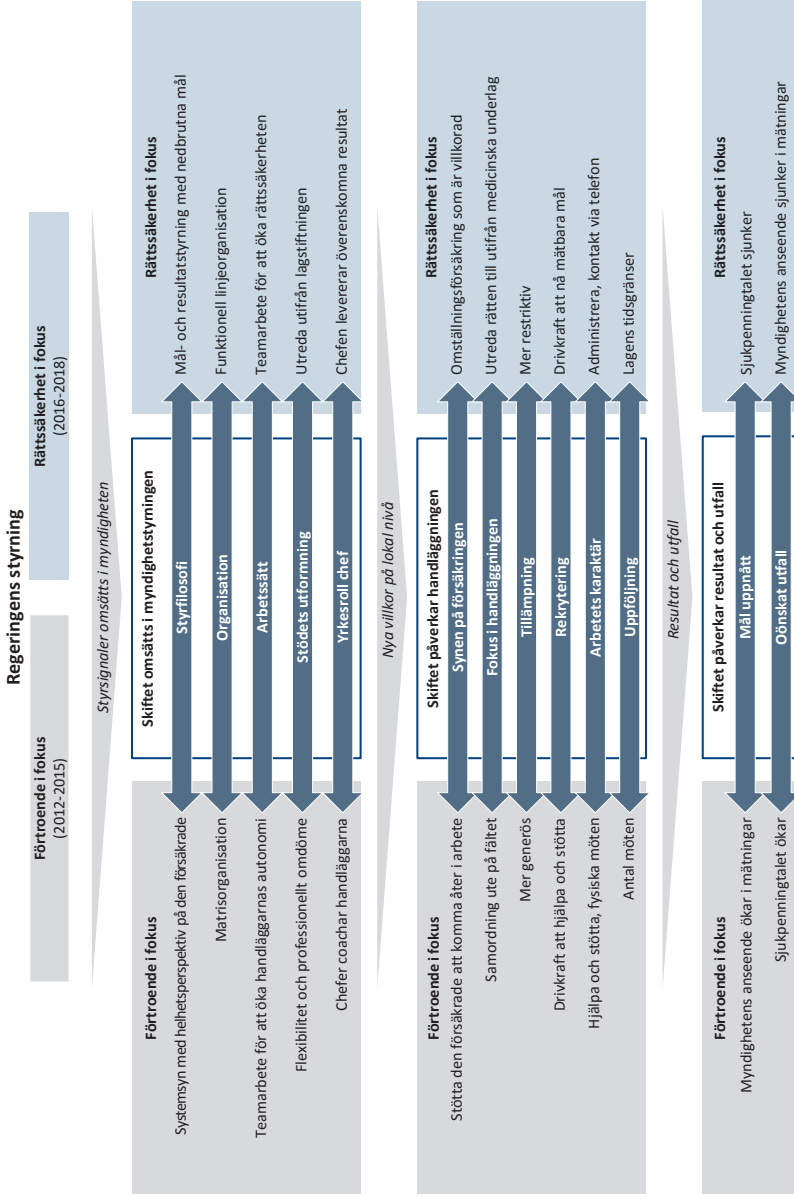 Regeringens styrning
Förtroende i fokus
(2012-2015)
Rättssäkerhet i fokus
(2016-2018)
Styrsignaler omsätts i myndigheten
Förtroende i fokus
Skiftet omsätts i myndighetstyrningen
Rättssäkerhet i fokus
Systemsyn med helhetsperspektiv på den försäkrade
Styrfilosofi
Mål- och resultatstyrning med nedbrutna mål
Matrisorganisation
Organisation
Funktionell linjeorganisation
Teamarbete för att öka handläggarnas autonomi
Arbetssätt
Teamarbete för att öka rättssäkerheten
Flexibilitet och professionellt omdöme
Stödets utformning
Utreda utifrån lagstiftningen
Chefer coachar handläggarna
Yrkesroll chef
Chefen levererar överenskomna resultat
Nya villkor på lokal nivå
Förtroende i fokus
Skiftet påverkar handläggningen
Rättssäkerhet i fokus
Stötta den försäkrade att komma åter i arbete
Synen på försäkringen
Omställningsförsäkring som är villkorad
Samordning ute på fältet
Fokus i handläggningen
Utreda rätten till utifrån medicinska underlag
Mer generös
Tillämpning
Mer restriktiv
Drivkraft att hjälpa och stötta
Rekrytering
Drivkraft att nå mätbara mål
Hjälpa och stötta, fysiska möten
Arbetets karaktär
Administrera, kontakt via telefon
Antal möten
Uppföljning
Lagens tidsgränser
Resultat och utfall
Förtroende i fokus
Skiftet påverkar resultat och utfall
Rättssäkerhet i fokus
Myndighetens anseende ökar i mätningar
Mål uppnått
Sjukpenningtalet sjunker
Sjukpenningtalet ökar
Oönskat utfall
Myndighetens anseende sjunker i mätningar